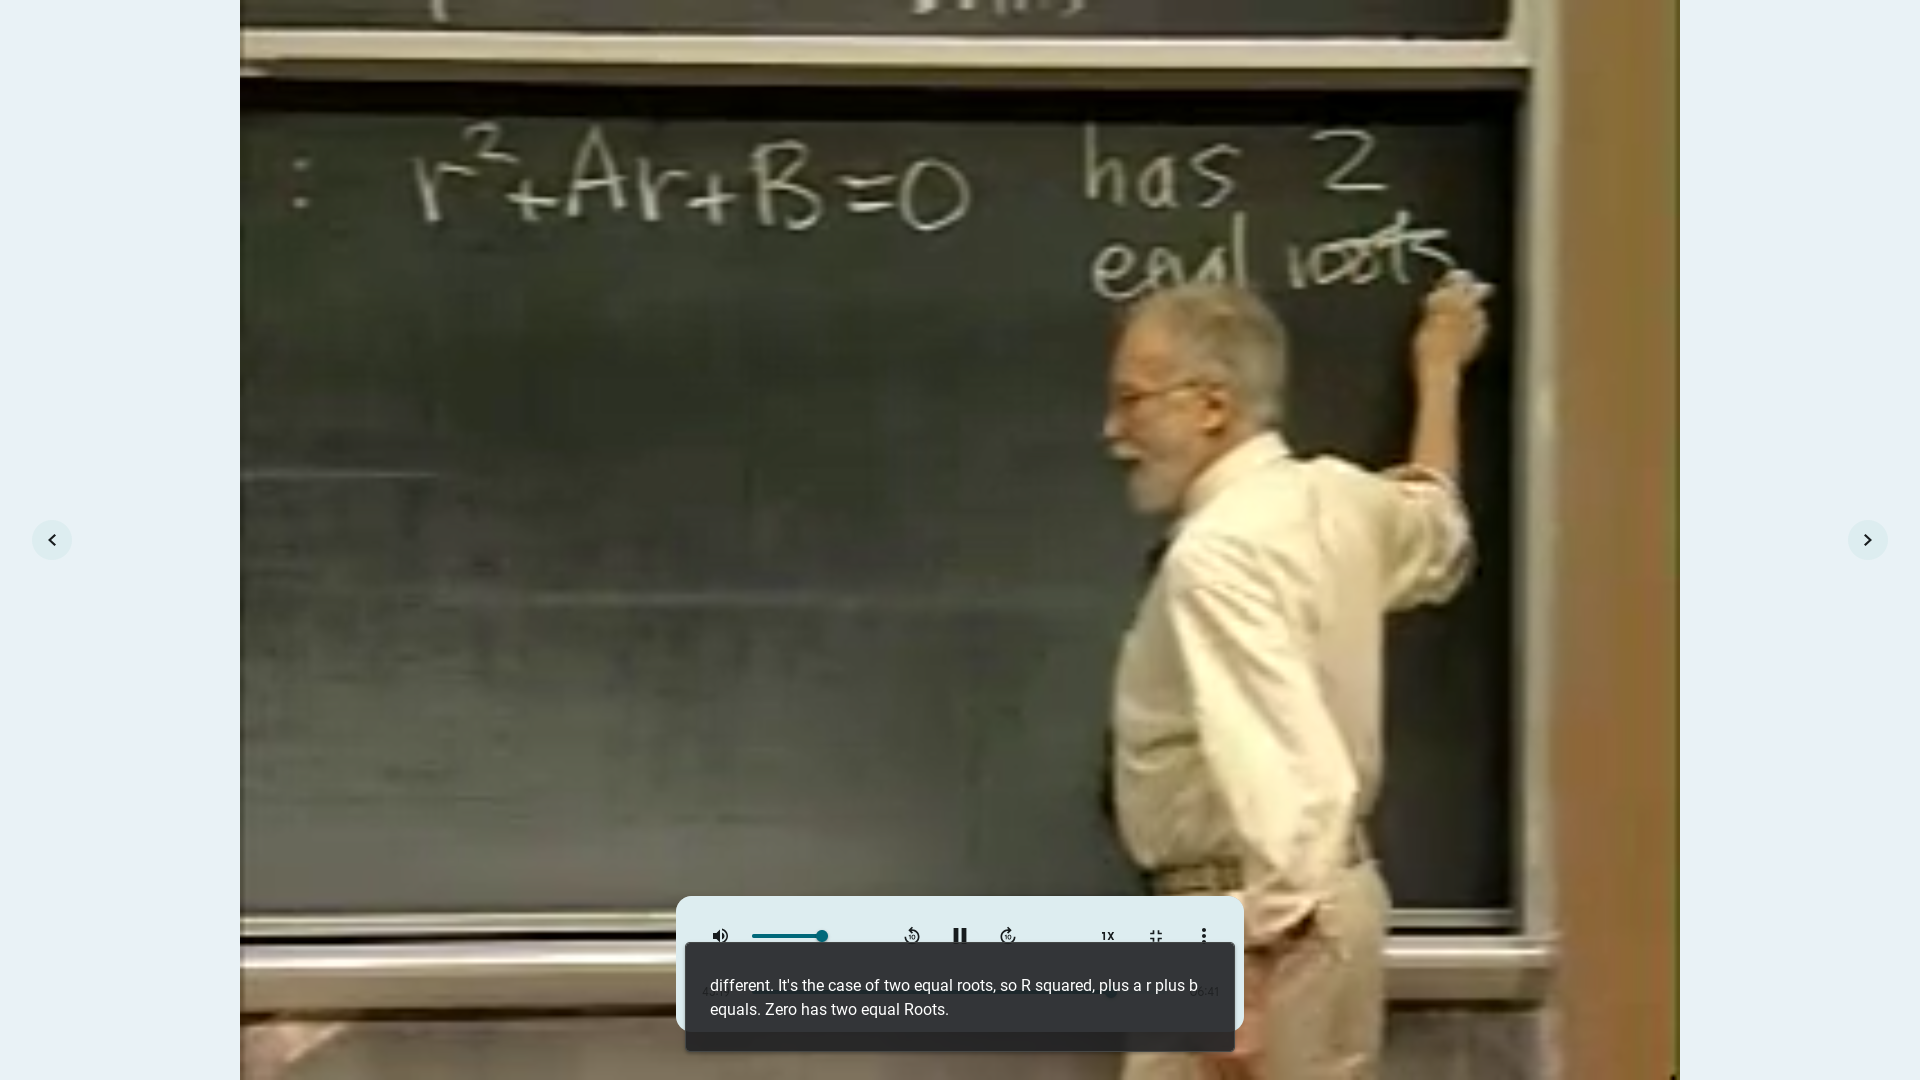 : r²+Ar+B=0 has 2
eqal roots
1X
different. It's the case of two equal roots, so R squared, plus a r plus b
equals. Zero has two equal Roots.